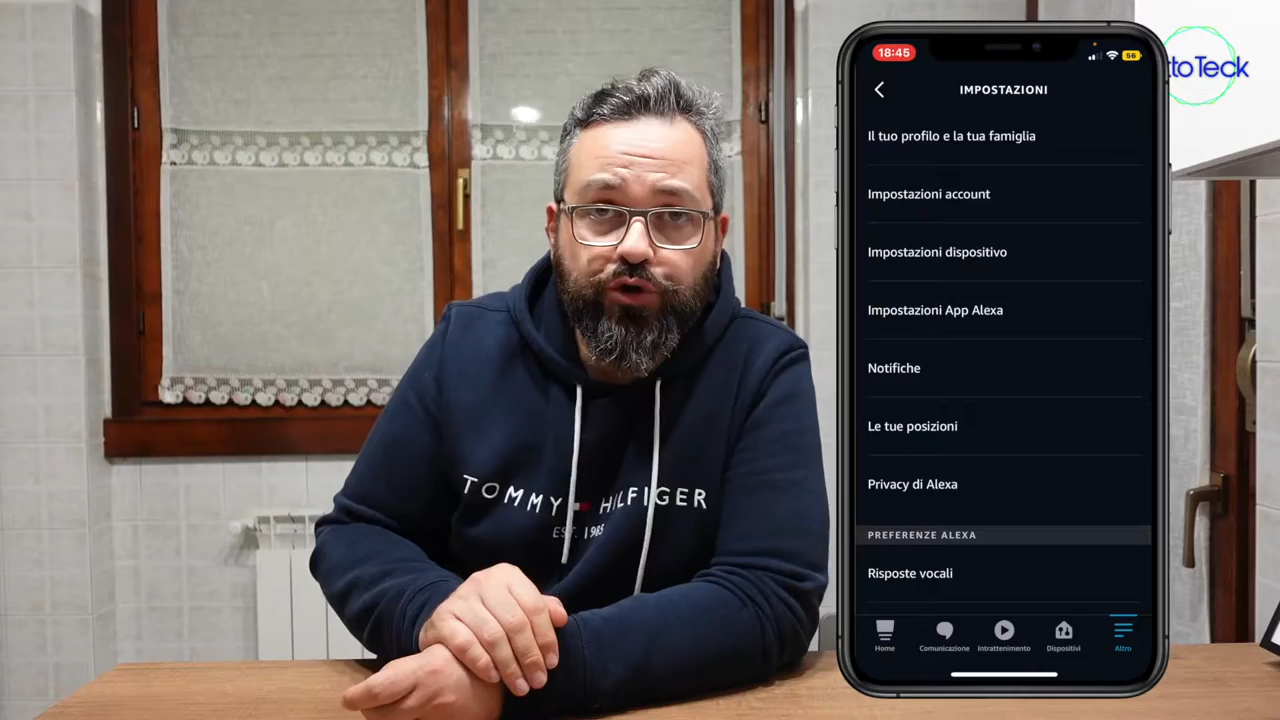 18:45
56
toTeck
IMPOSTAZIONI
Il tuo profilo e la tua famiglia
Impostazioni account
Impostazioni dispositivo
Impostazioni App Alexa
Notifiche
Le tue posizioni
Privacy di Alexa
PREFERENZE ALEXA
Risposte vocali
Home
Comunicazione
Intrattenimento
Dispositivi
Altro
TOMMY HILFIGER
EST. 1985